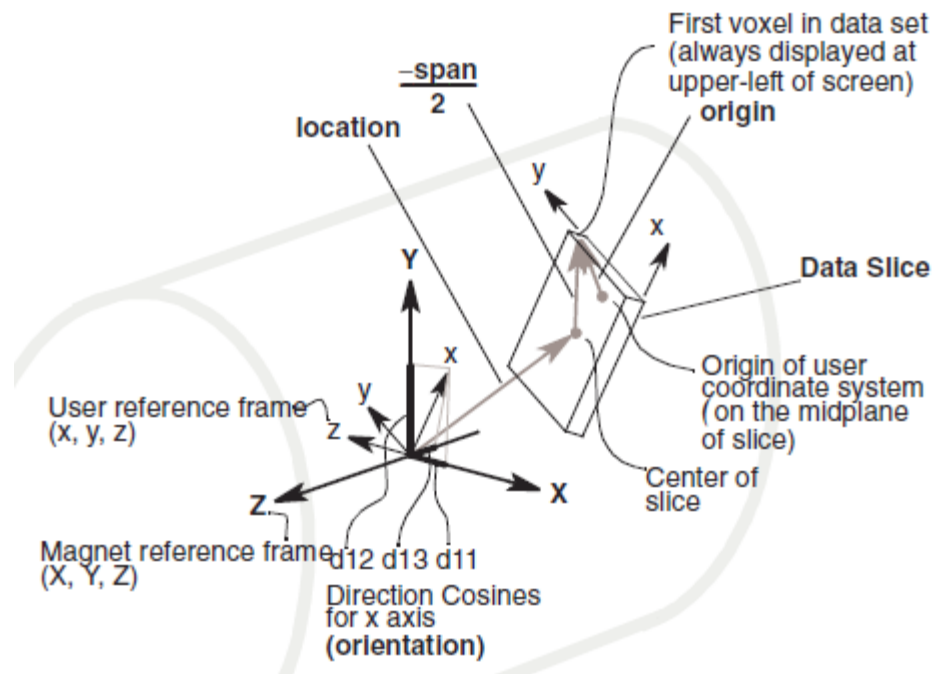 First voxel in data set
(always displayed at
upper-left of screen)
origin
–span
2
location
y
x
Y
Data Slice
x
y
z
User reference frame
(x, y, z)
Origin of user
coordinate system
(on the midplane
of slice)
Center of
slice
X
Z
Magnet reference frame
(X, Y, Z)
d12 d13 d11
Direction Cosines
for x axis
(orientation)